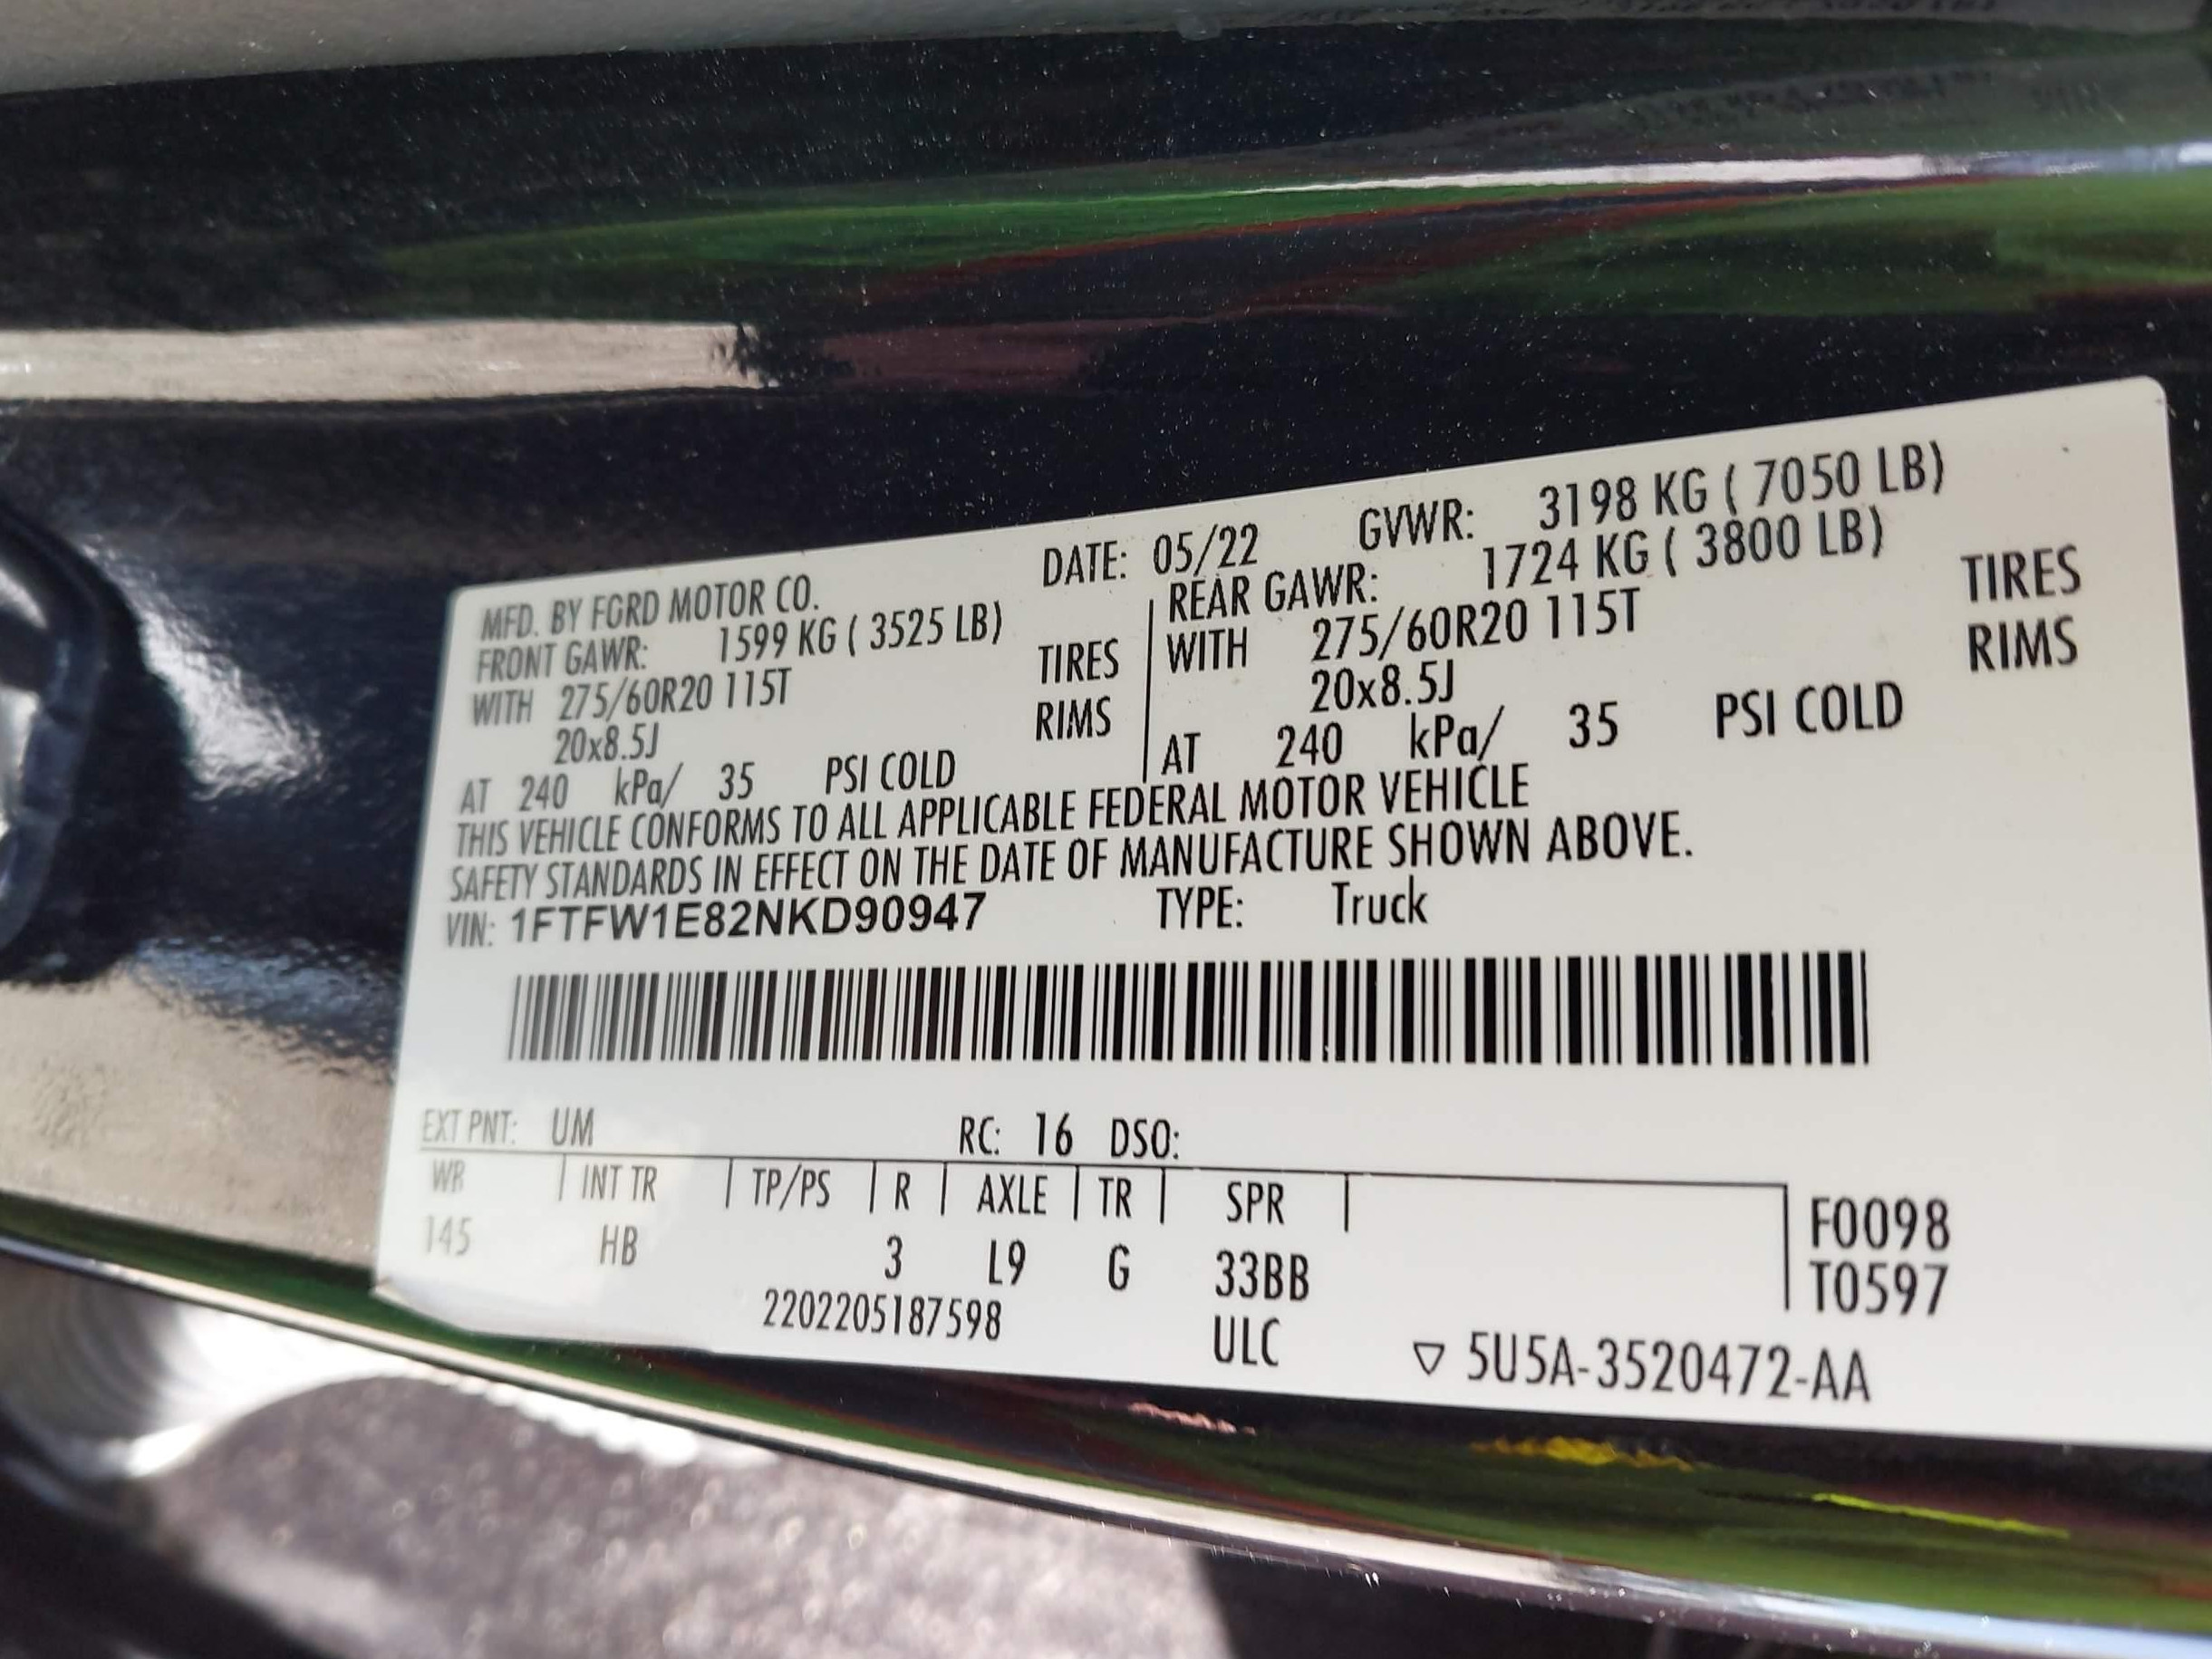 MFD. BY FORD MOTOR CO. DATE: 05/22 GVWR: 3198 KG ( 7050 LB)
FRONT GAWR: 1599 KG ( 3525 LB) REAR GAWR: 1724 KG ( 3800 LB)
WITH 275/60R20 115T TIRES WITH 275/60R20 115T TIRES
20x8.5J RIMS 20x8.5J RIMS
AT 240 kPa/ 35 PSI COLD AT 240 kPa/ 35 PSI COLD
THIS VEHICLE CONFORMS TO ALL APPLICABLE FEDERAL MOTOR VEHICLE
SAFETY STANDARDS IN EFFECT ON THE DATE OF MANUFACTURE SHOWN ABOVE.
VIN: 1FTFW1E82NKD90947 TYPE: Truck
EXT PNT: UM RC: 16 DSO:
WB INT TR TP/PS R AXLE TR SPR F0098
145 HB 3 L9 G 33BB T0597
2202205187598 ULC ▽ 5U5A-3520472-AA